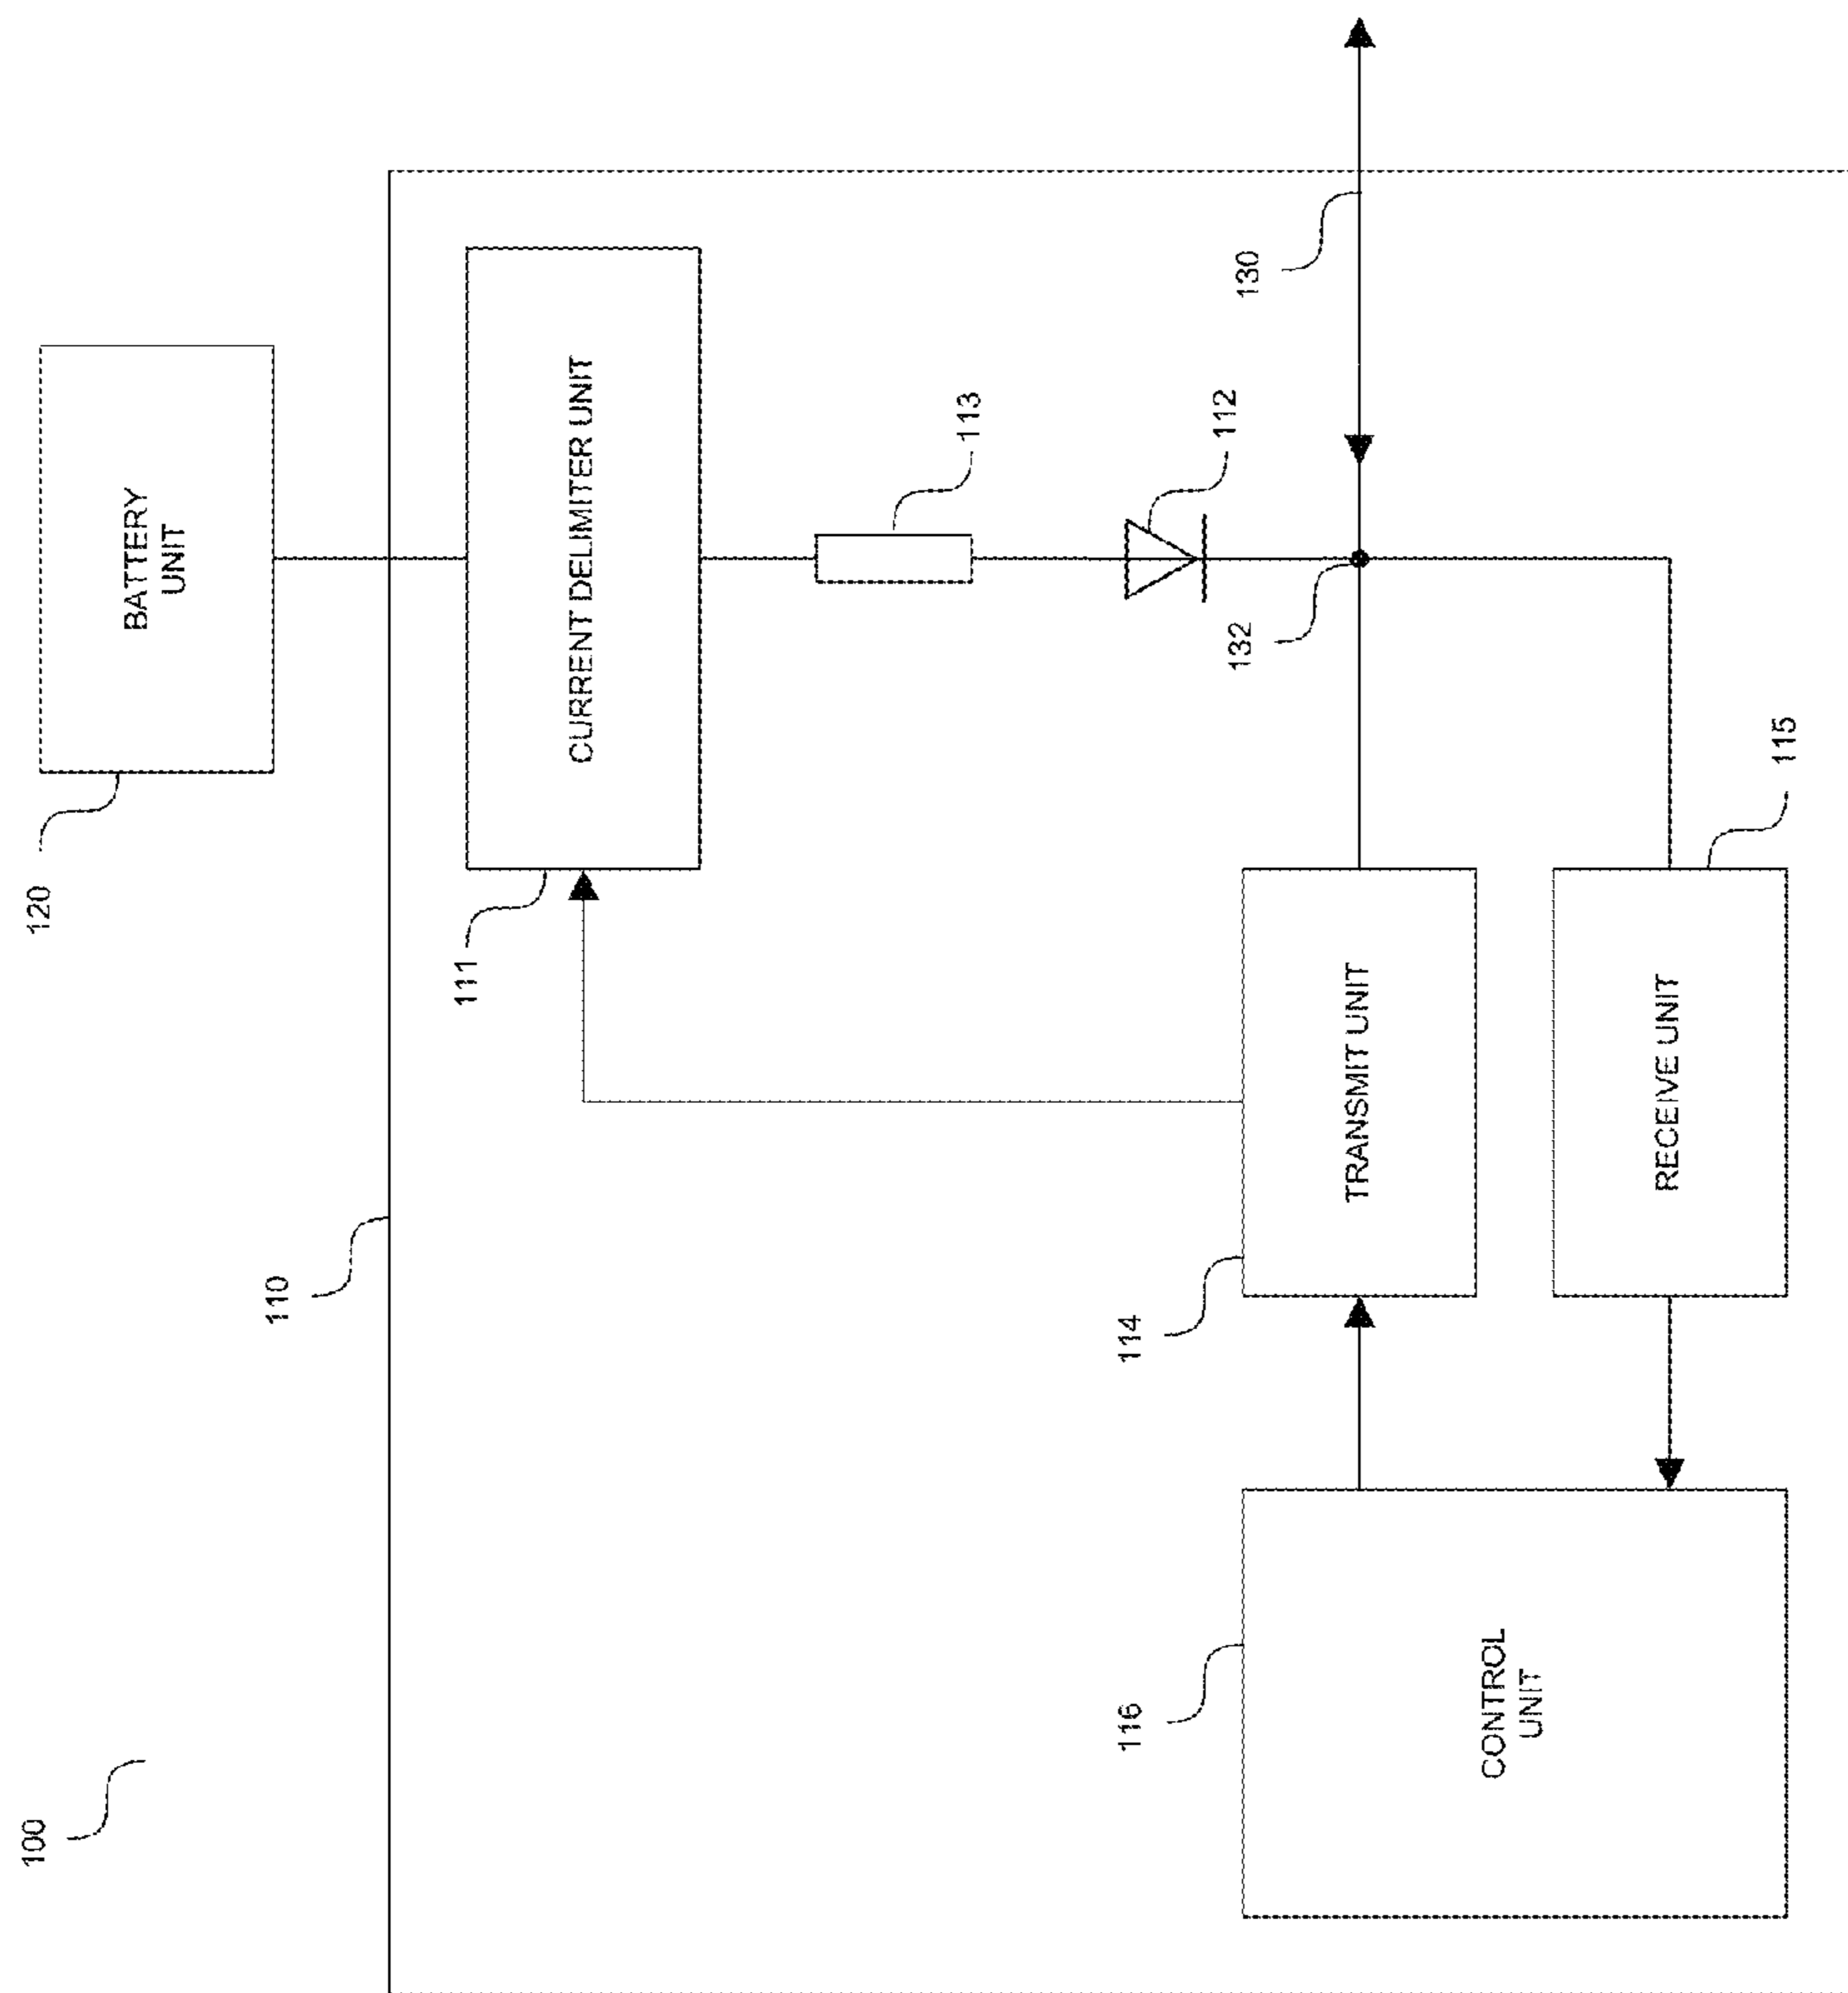 100
120
BATTERY
UNIT
110
111
CURRENT DELIMITER UNIT
113
112
130
132
114
TRANSMIT UNIT
115
RECEIVE UNIT
116
CONTROL
UNIT